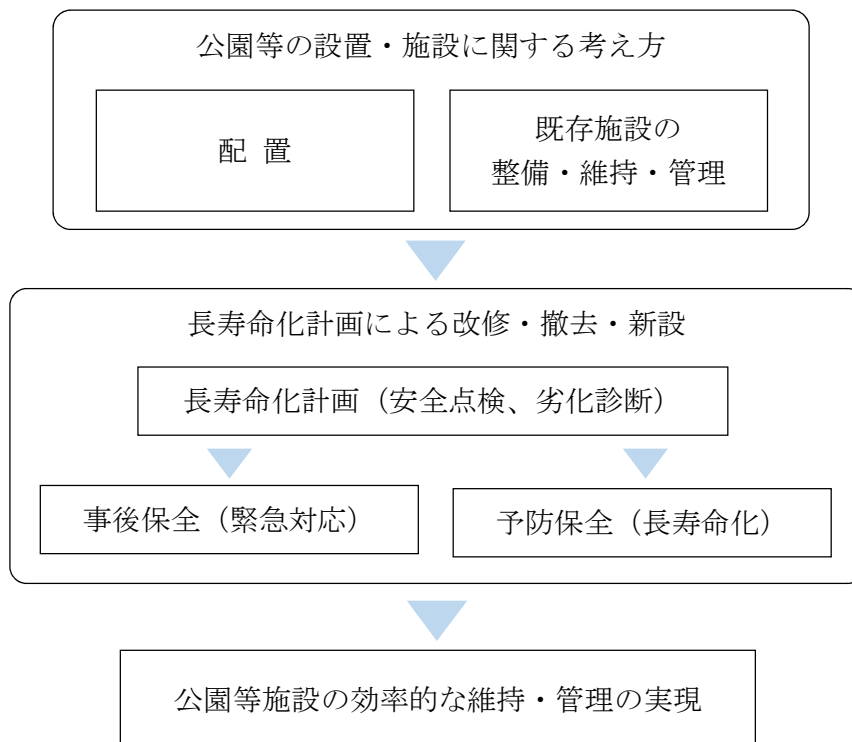 公園等の設置・施設に関する考え方
配 置
既存施設の
整備・維持・管理
長寿命化計画による改修・撤去・新設
長寿命化計画(安全点検、劣化診断)
事後保全(緊急対応)
予防保全(長寿命化)
公園等施設の効率的な維持・管理の実現